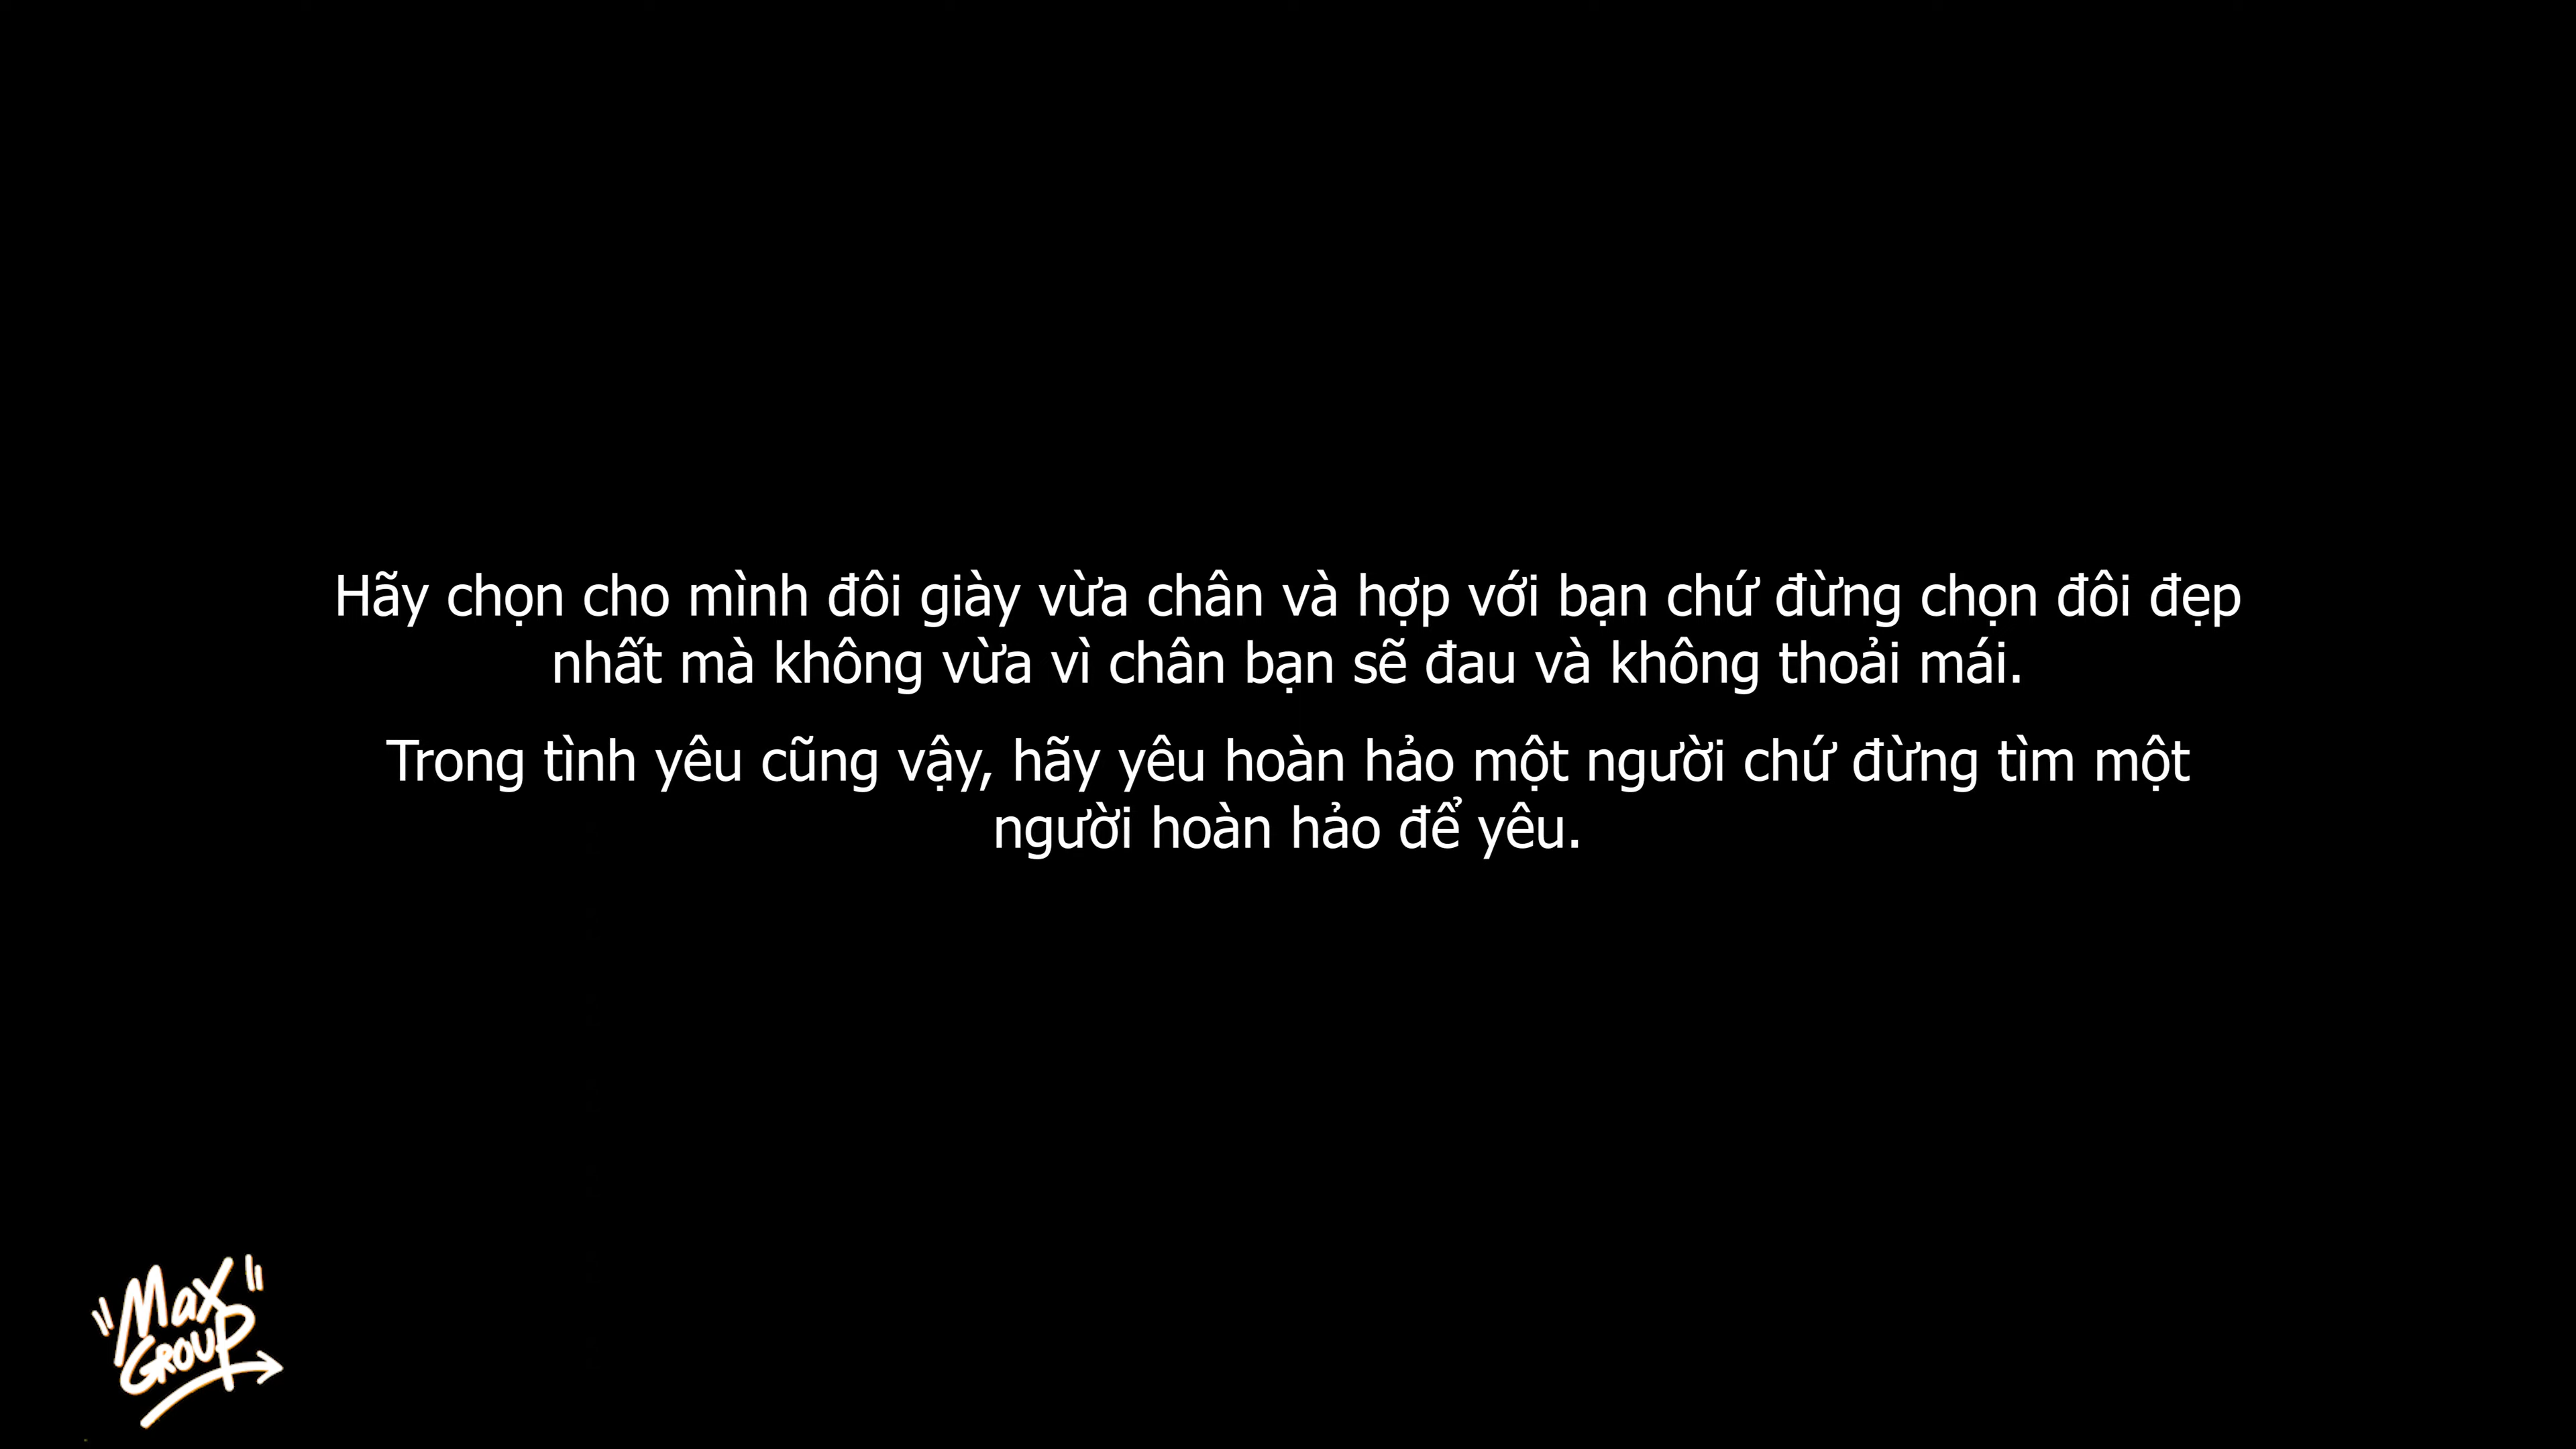 Hãy chọn cho mình đôi giày vừa chân và hợp với bạn chứ đừng chọn đôi đẹp
nhất mà không vừa vì chân bạn sẽ đau và không thoải mái.
Trong tình yêu cũng vậy, hãy yêu hoàn hảo một người chứ đừng tìm một
người hoàn hảo để yêu.
"Max"
GROUP